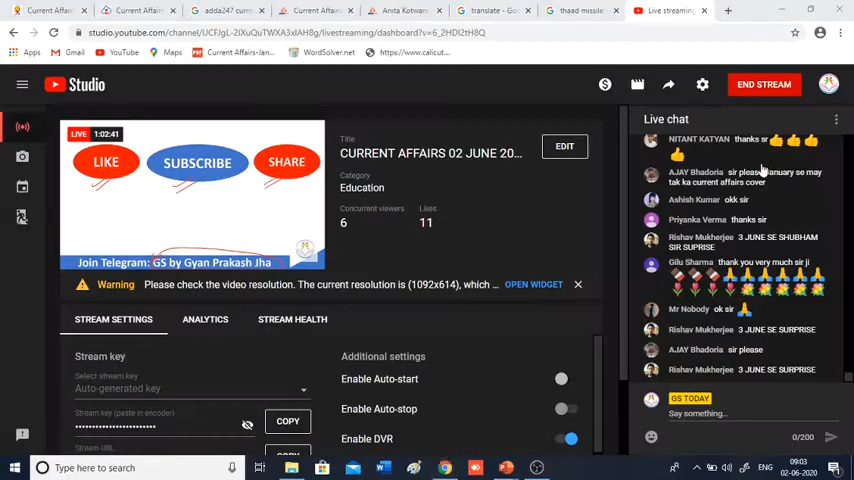 Current Affairs
Current Affairs
adda247 curre
Current Affairs
Anita Kotwan
translate - Go
thaad missile
Live streaming
studio.youtube.com/channel/UCFJgL-2IXuQuTWXA3xIAH8g/livestreaming/dashboard?v=6_2HDI2tH8Q
Apps
M Gmail
YouTube
Maps
Current Affairs-Jan...
WordSolver.net
https://www.calicut...
Studio
END STREAM
LIVE 1:02:41
LIKE
SUBSCRIBE
SHARE
Join Telegram: GS by Gyan Prakash Jha
Title
CURRENT AFFAIRS 02 JUNE 20...
EDIT
Category
Education
Concurrent viewers
6
Likes
11
Warning Please check the video resolution. The current resolution is (1092x614), which ... OPEN WIDGET
STREAM SETTINGS
ANALYTICS
STREAM HEALTH
Stream key
Select stream key
Auto-generated key
Stream key (paste in encoder)
COPY
Stream URL
COPY
Additional settings
Enable Auto-start
Enable Auto-stop
Enable DVR
Live chat
NITANT KATYAN thanks sr
AJAY Bhadoria sir please january se may
tak ka current affairs cover
Ashish Kumar okk sir
Priyanka Verma thanks sir
Rishav Mukherjee 3 JUNE SE SHUBHAM
SIR SUPRISE
Gilu Sharma thank you very much sir ji
Mr Nobody ok sir
Rishav Mukherjee 3 JUNE SE SURPRISE
AJAY Bhadoria sir please
Rishav Mukherjee 3 JUNE SE SURPRISE
GS TODAY
Say something...
0/200
Type here to search
ENG
09:03
02-06-2020